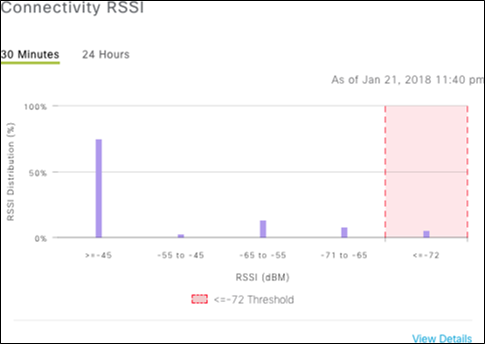 Connectivity RSSI
30 Minutes 24 Hours
As of Jan 21, 2018 11:40 pm
RSSI Distribution (%)
100%
50%
0%
>=-45 -55 to -45 -65 to -55 -71 to -65 <=-72
RSSI (dBM)
<=-72 Threshold
View Details